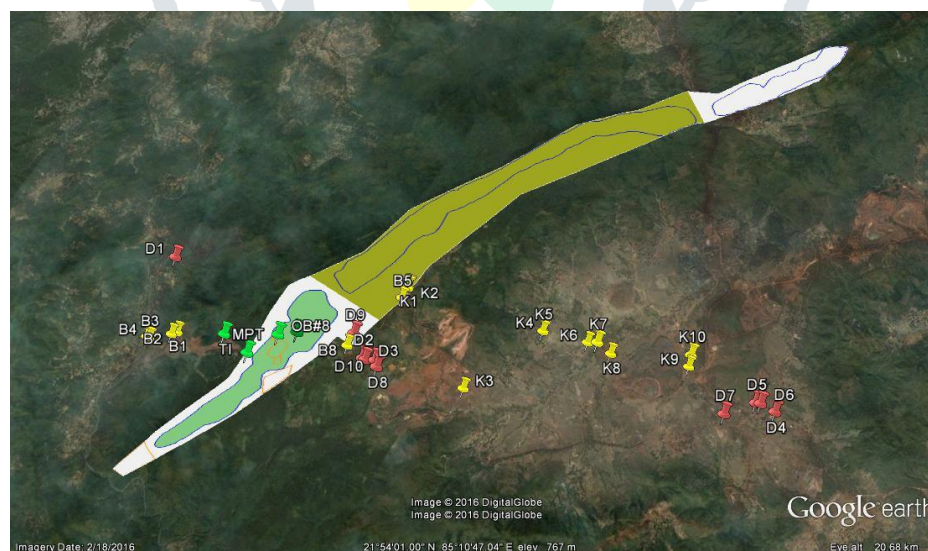 D1
B5
K2
K1
B3
B4
B2
B1
MPT
TI
OB#8
D9
D2
B8
D3
D10
D8
K5
K4
K7
K6
K8
K10
K9
K3
D5
D7
D6
D4
Image © 2016 DigitalGlobe
Image © 2016 DigitalGlobe
Google earth
Imagery Date: 2/18/2016 21°54'01.00" N 85°10'47.04" E elev 767 m Eye alt 20.68 km